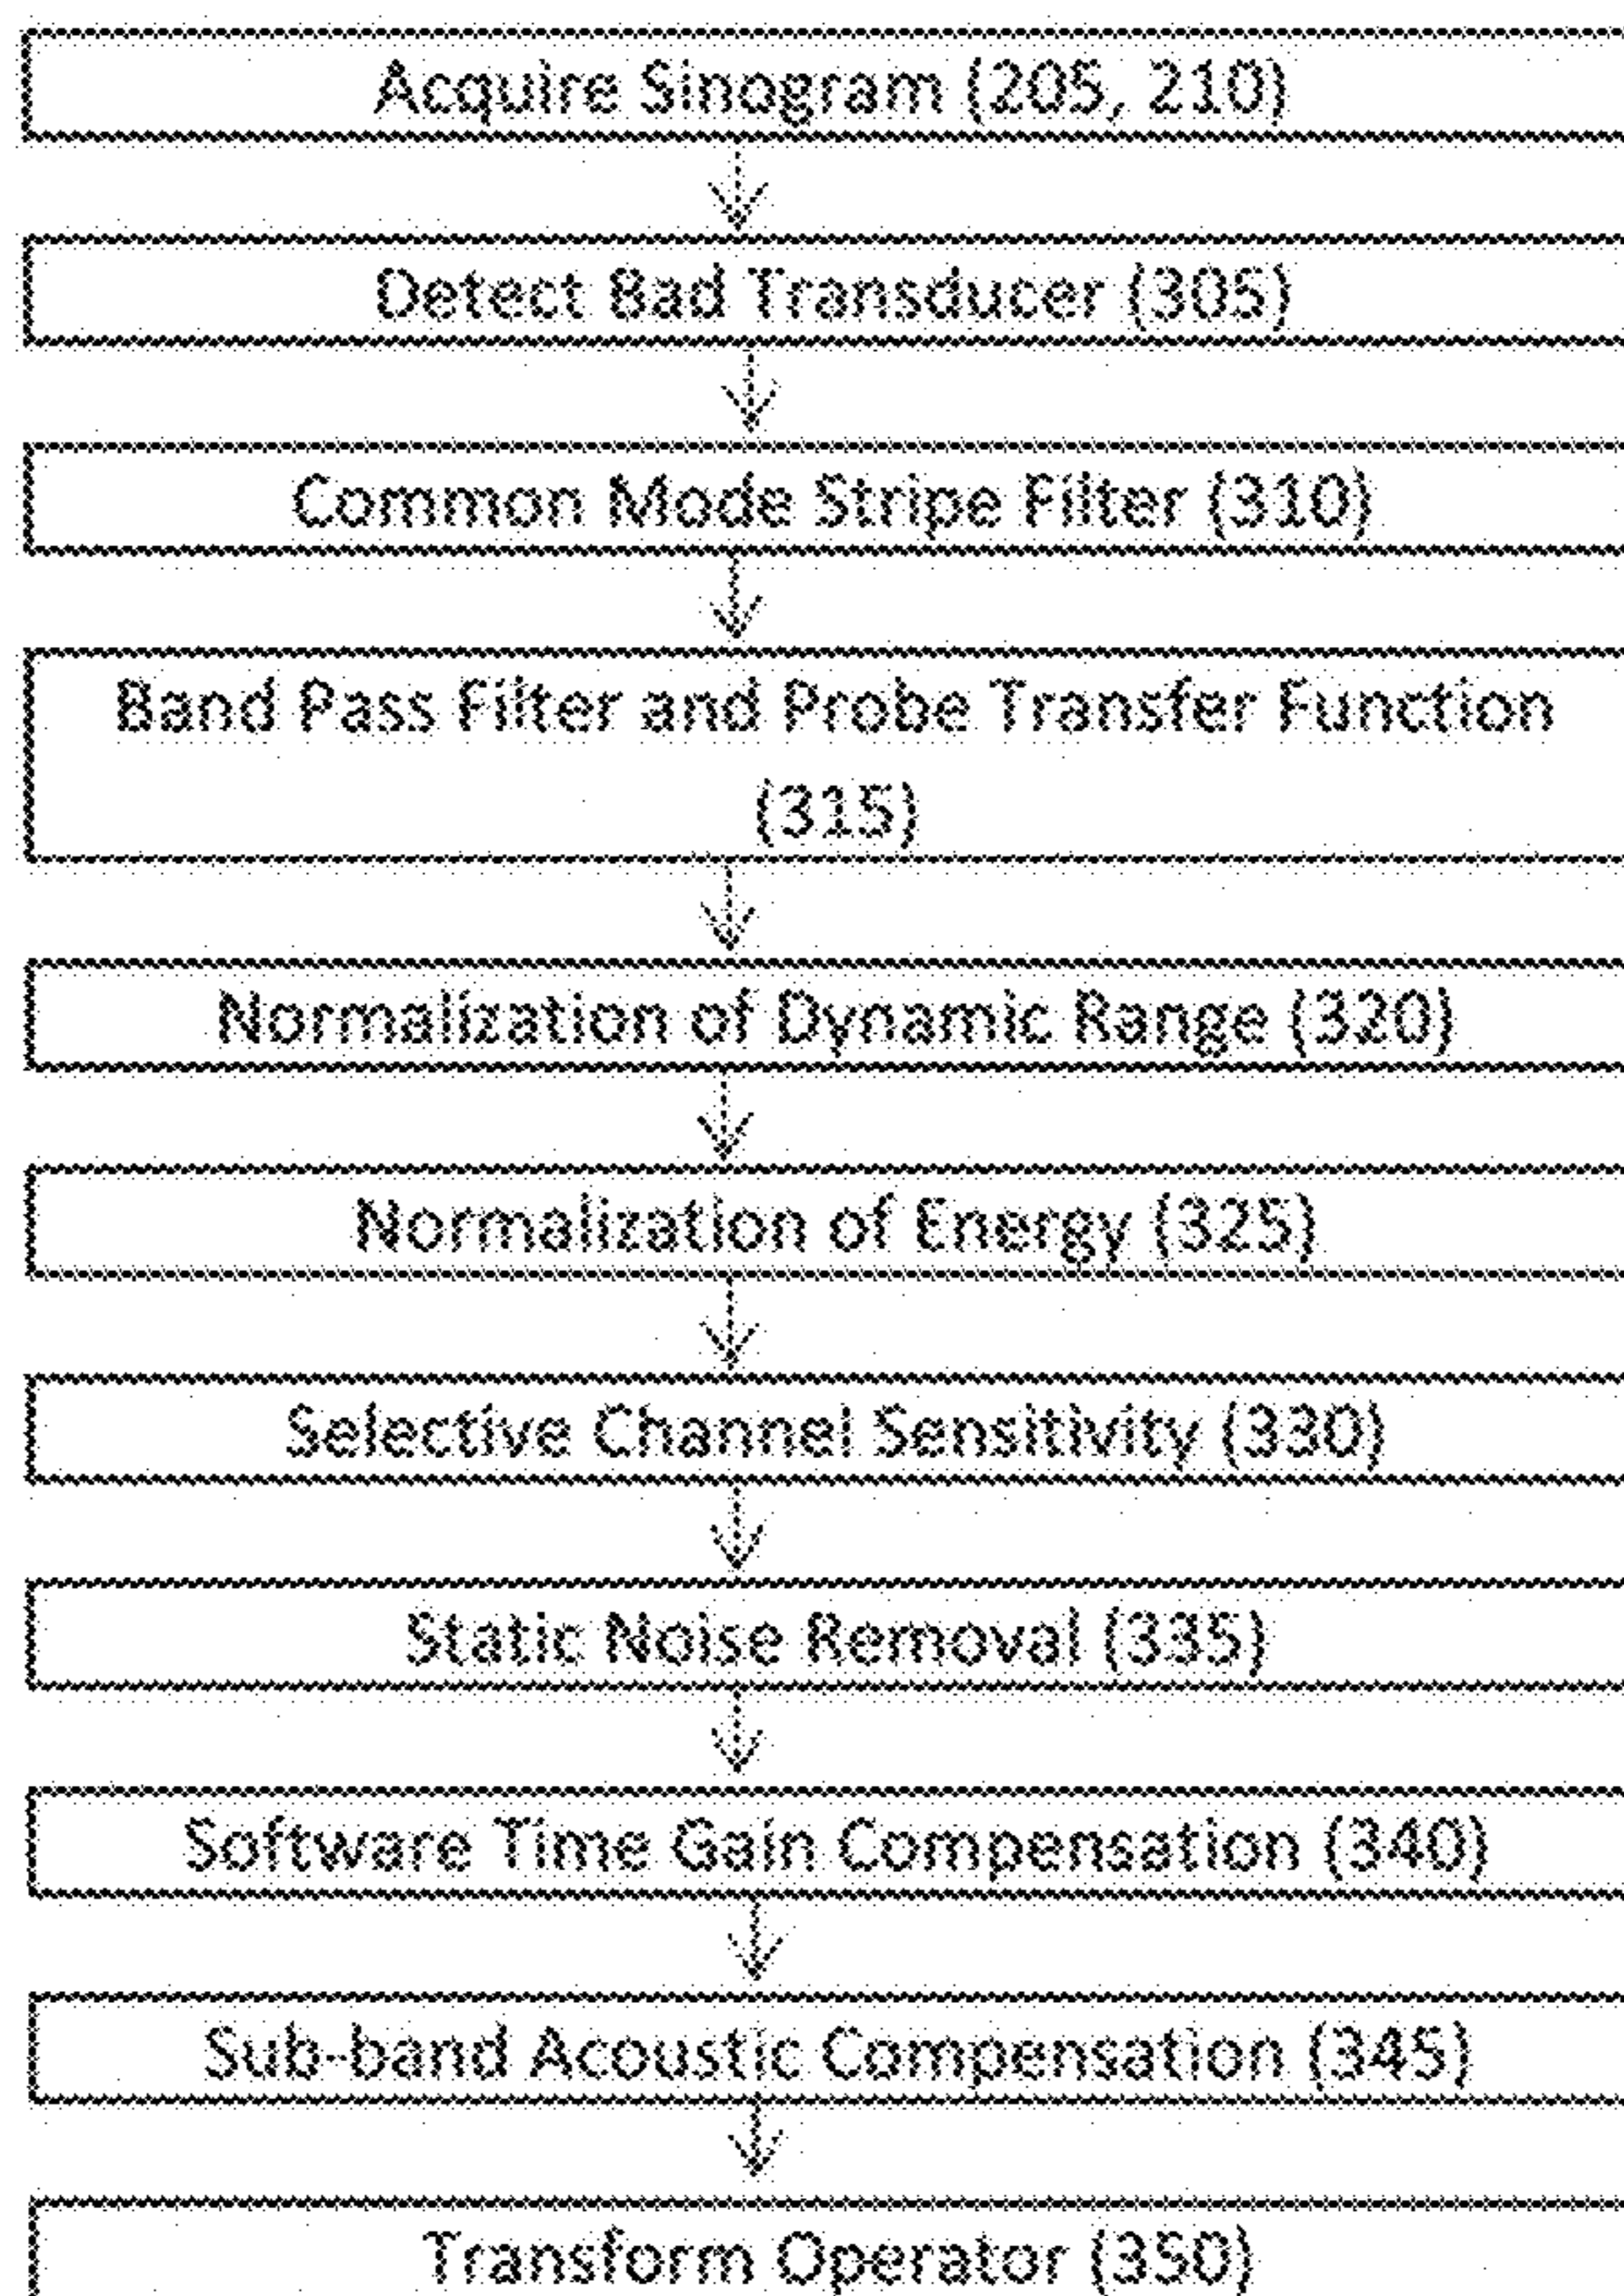 Acquire Sinogram (205, 210)
Detect Bad Transducer (305)
Common Mode Stripe Filter (310)
Band Pass Filter and Probe Transfer Function
(315)
Normalization of Dynamic Range (320)
Normalization of Energy (325)
Selective Channel Sensitivity (330)
Static Noise Removal (335)
Software Time Gain Compensation (340)
Sub-band Acoustic Compensation (345)
Transform Operator (350)